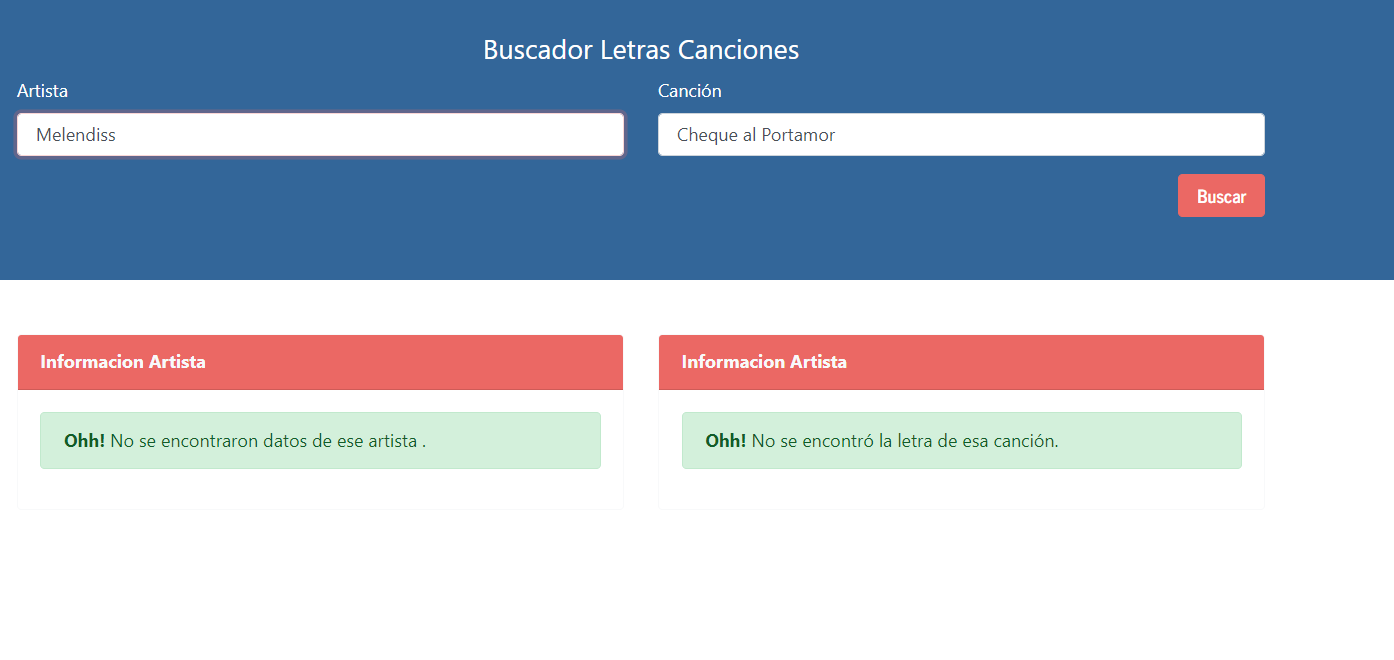 Buscador Letras Canciones
Artista
Canción
Melendiss
Cheque al Portamor
Buscar
Informacion Artista
Ohh! No se encontraron datos de ese artista .
Informacion Artista
Ohh! No se encontró la letra de esa canción.